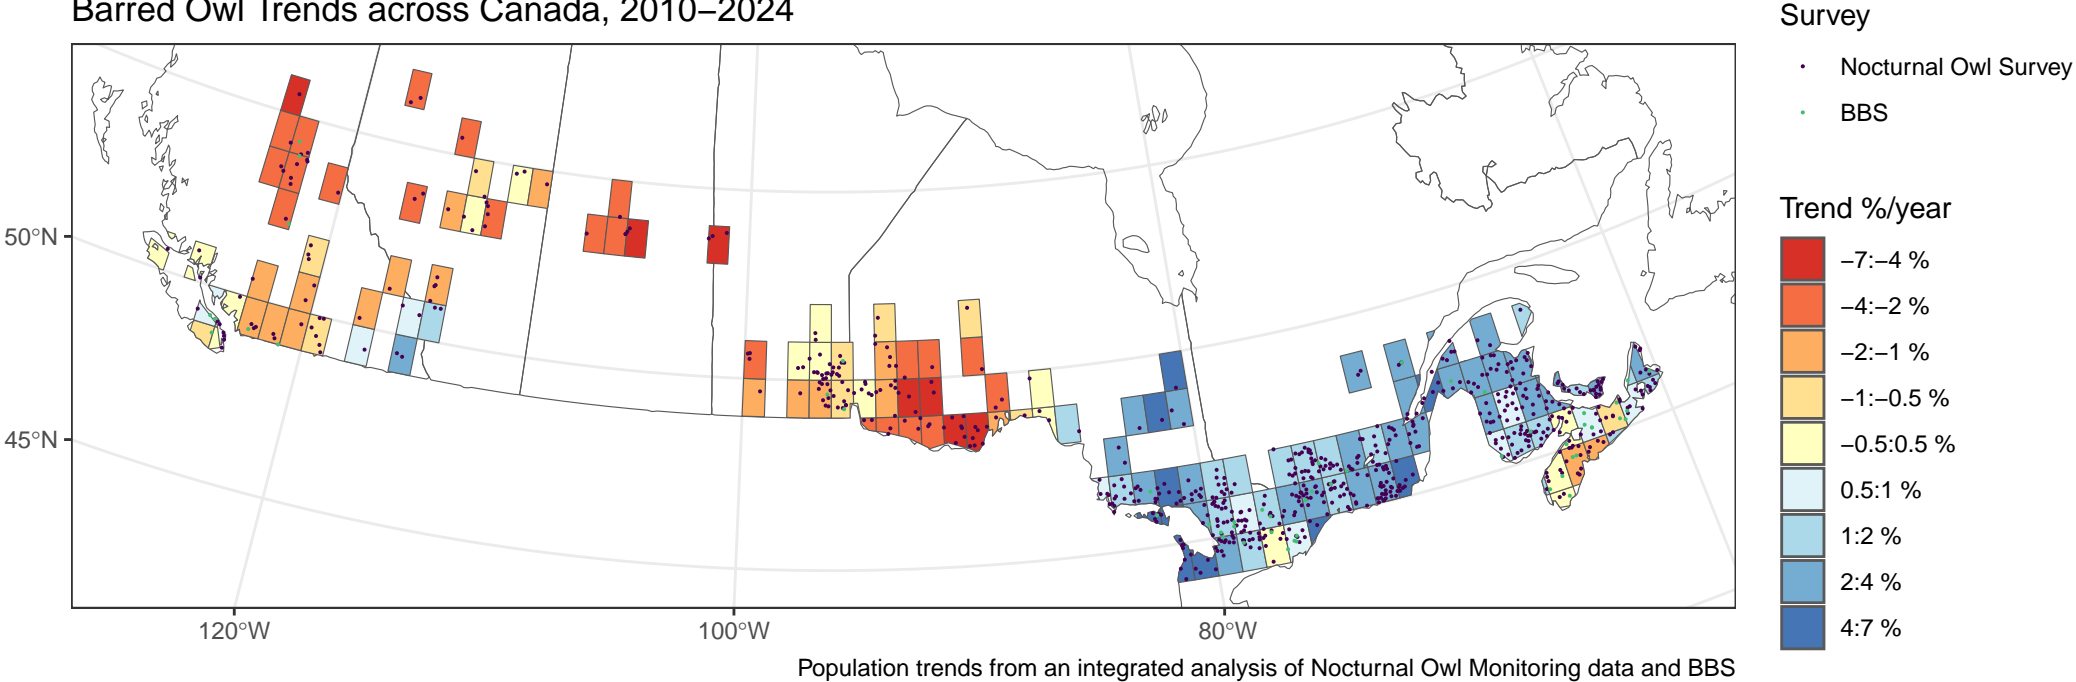 Barred Owl Trends across Canada, 2010−2024
50°N
45°N
120°W
100°W
80°W
Population trends from an integrated analysis of Nocturnal Owl Monitoring data and BBS
Survey
Nocturnal Owl Survey
BBS
Trend %/year
−7:−4 %
−4:−2 %
−2:−1 %
−1:−0.5 %
−0.5:0.5 %
0.5:1 %
1:2 %
2:4 %
4:7 %